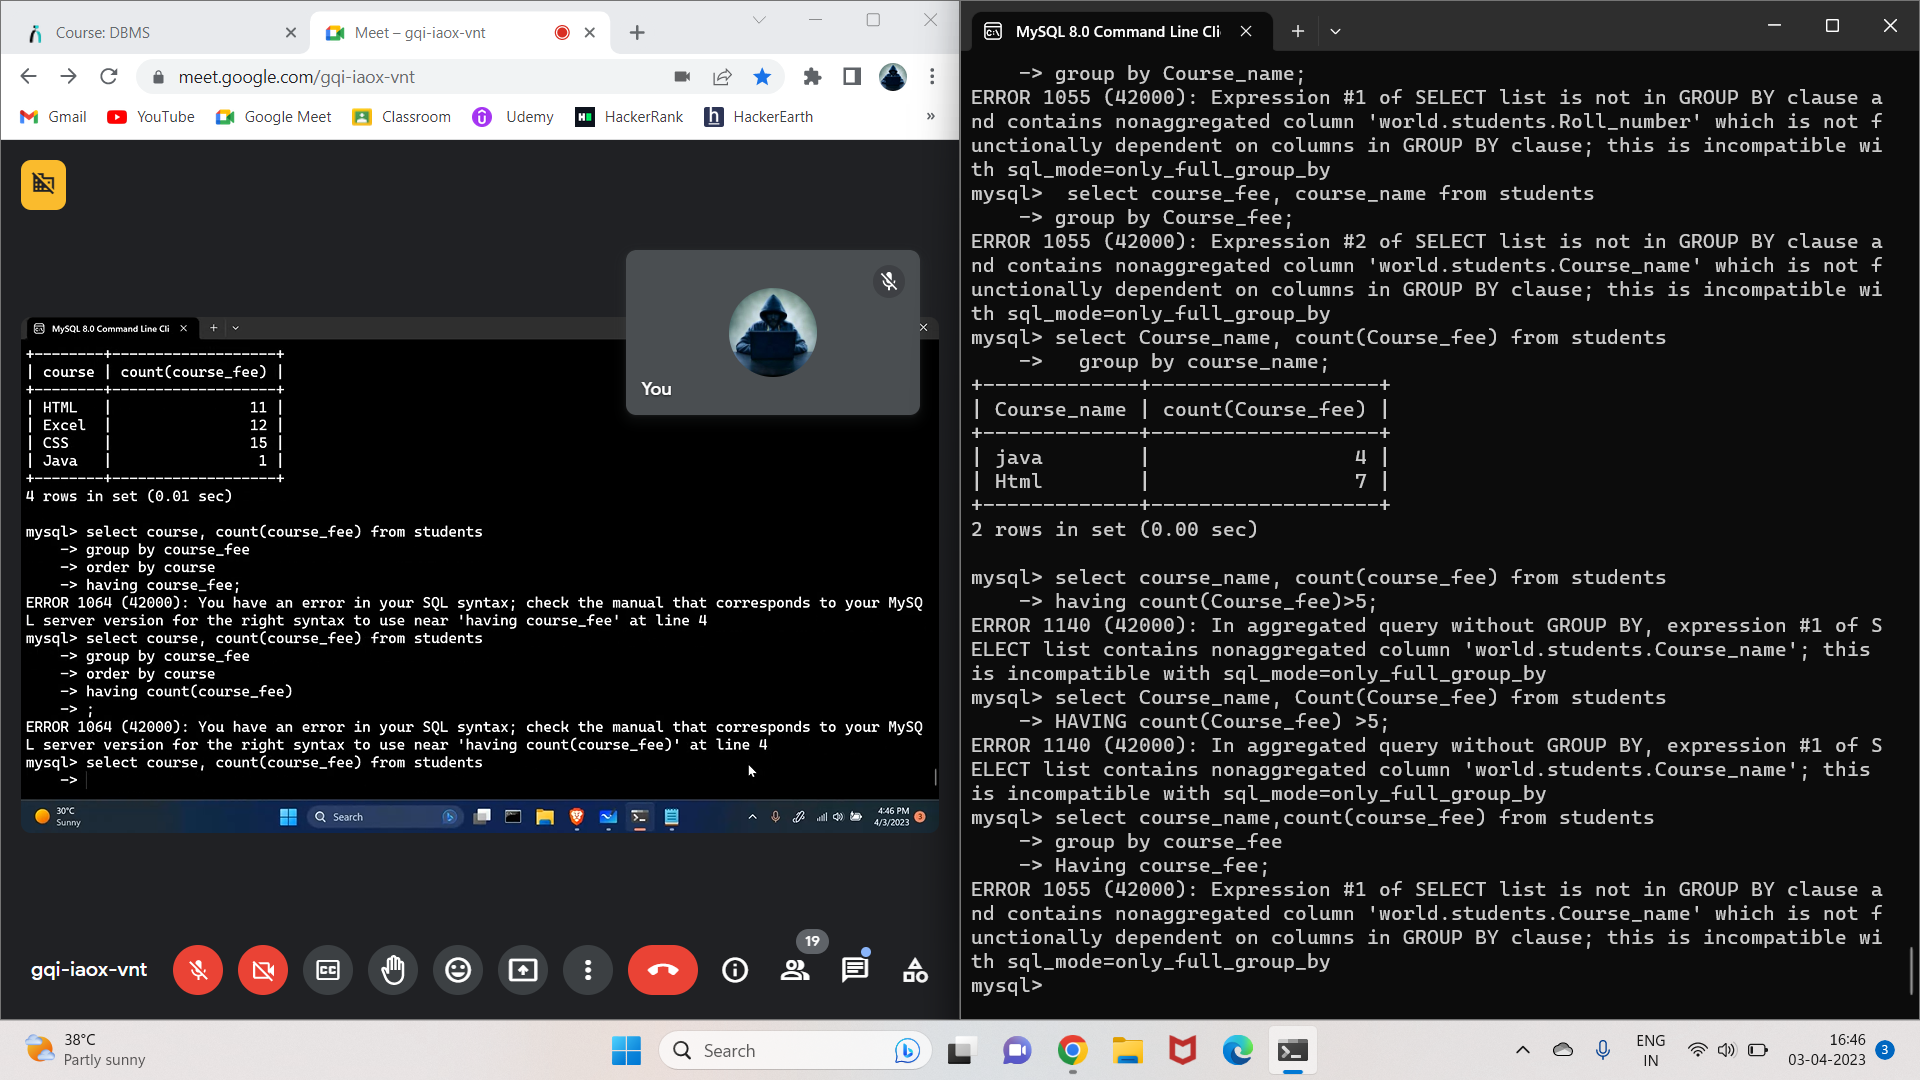 Course: DBMS
Meet – gqi-iaox-vnt
meet.google.com/gqi-iaox-vnt
Gmail
YouTube
Google Meet
Classroom
Udemy
HackerRank
HackerEarth
»
You
MySQL 8.0 Command Line Cli
+--------+-------------------+
| course | count(course_fee) |
+--------+-------------------+
| HTML   |                11 |
| Excel  |                12 |
| CSS    |                15 |
| Java   |                 1 |
+--------+-------------------+
4 rows in set (0.01 sec)
mysql> select course, count(course_fee) from students
    -> group by course_fee
    -> order by course
    -> having course_fee;
ERROR 1064 (42000): You have an error in your SQL syntax; check the manual that corresponds to your MySQ
L server version for the right syntax to use near 'having course_fee' at line 4
mysql> select course, count(course_fee) from students
    -> group by course_fee
    -> order by course
    -> having count(course_fee)
    -> ;
ERROR 1064 (42000): You have an error in your SQL syntax; check the manual that corresponds to your MySQ
L server version for the right syntax to use near 'having count(course_fee)' at line 4
mysql> select course, count(course_fee) from students
    ->
30°C
Sunny
Search
4:46 PM
4/3/2023
3
gqi-iaox-vnt
CC
19
MySQL 8.0 Command Line Cli
    -> group by Course_name;
ERROR 1055 (42000): Expression #1 of SELECT list is not in GROUP BY clause a
nd contains nonaggregated column 'world.students.Roll_number' which is not f
unctionally dependent on columns in GROUP BY clause; this is incompatible wi
th sql_mode=only_full_group_by
mysql>  select course_fee, course_name from students
    -> group by Course_fee;
ERROR 1055 (42000): Expression #2 of SELECT list is not in GROUP BY clause a
nd contains nonaggregated column 'world.students.Course_name' which is not f
unctionally dependent on columns in GROUP BY clause; this is incompatible wi
th sql_mode=only_full_group_by
mysql> select Course_name, count(Course_fee) from students
    ->   group by course_name;
+-------------+-------------------+
| Course_name | count(Course_fee) |
+-------------+-------------------+
| java        |                 4 |
| Html        |                 7 |
+-------------+-------------------+
2 rows in set (0.00 sec)
mysql> select course_name, count(course_fee) from students
    -> having count(Course_fee)>5;
ERROR 1140 (42000): In aggregated query without GROUP BY, expression #1 of S
ELECT list contains nonaggregated column 'world.students.Course_name'; this
is incompatible with sql_mode=only_full_group_by
mysql> select Course_name, Count(Course_fee) from students
    -> HAVING count(Course_fee) >5;
ERROR 1140 (42000): In aggregated query without GROUP BY, expression #1 of S
ELECT list contains nonaggregated column 'world.students.Course_name'; this
is incompatible with sql_mode=only_full_group_by
mysql> select course_name,count(course_fee) from students
    -> group by course_fee
    -> Having course_fee;
ERROR 1055 (42000): Expression #1 of SELECT list is not in GROUP BY clause a
nd contains nonaggregated column 'world.students.Course_name' which is not f
unctionally dependent on columns in GROUP BY clause; this is incompatible wi
th sql_mode=only_full_group_by
mysql>
38°C
Partly sunny
Search
ENG
IN
16:46
03-04-2023
3